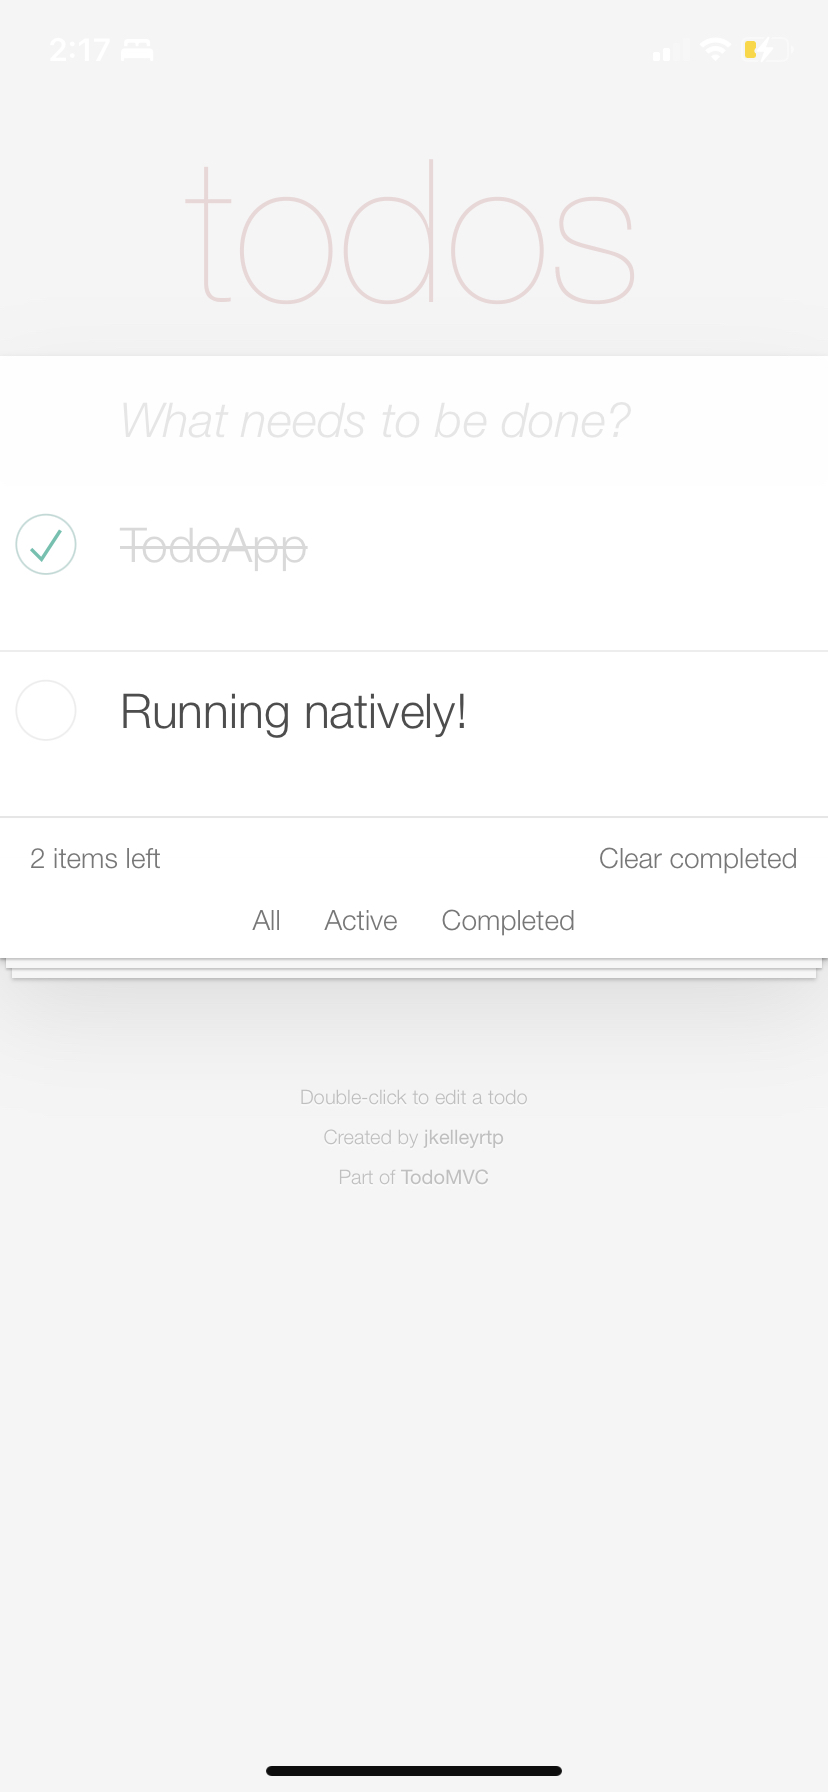 2:17
todos
What needs to be done?
TodoApp
Running natively!
2 items left Clear completed
All Active Completed
Double-click to edit a todo
Created by jkelleyrtp
Part of TodoMVC